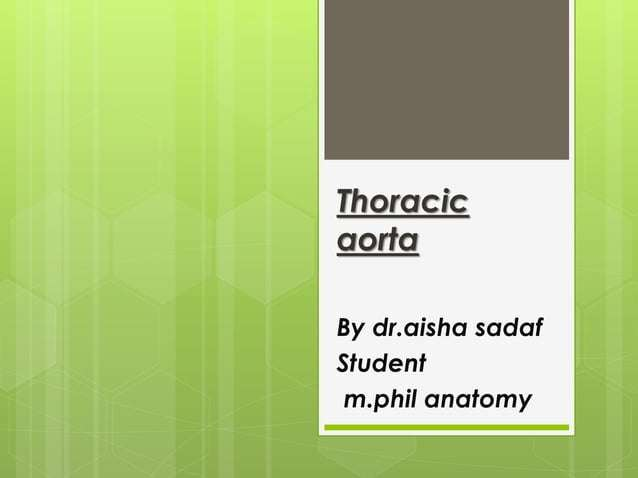 Thoracic
aorta
By dr.aisha sadaf
Student
m.phil anatomy